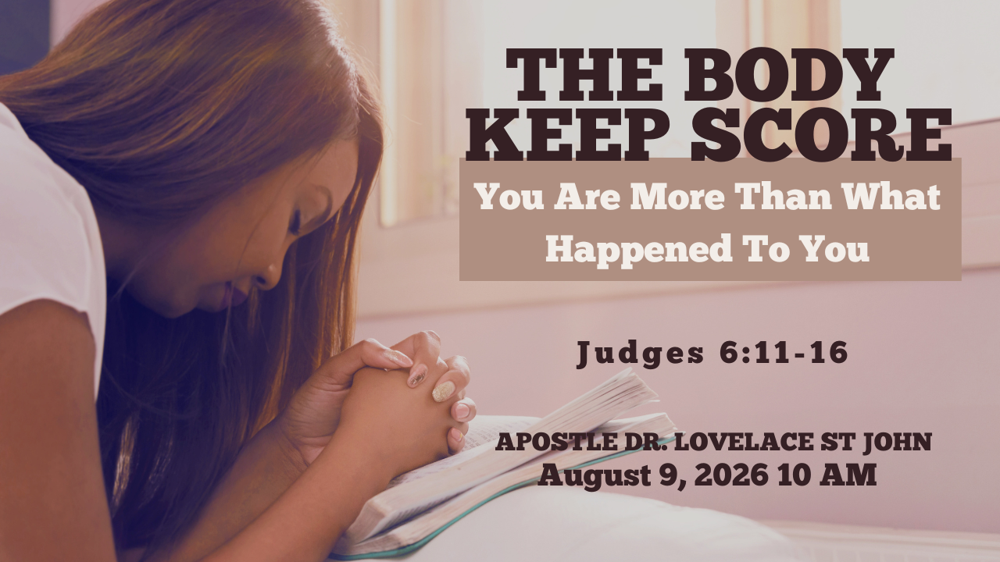 THE BODY
KEEP SCORE
You Are More Than What
Happened To You
Judges 6:11-16
APOSTLE DR. LOVELACE ST JOHN
August 9, 2026 10 AM